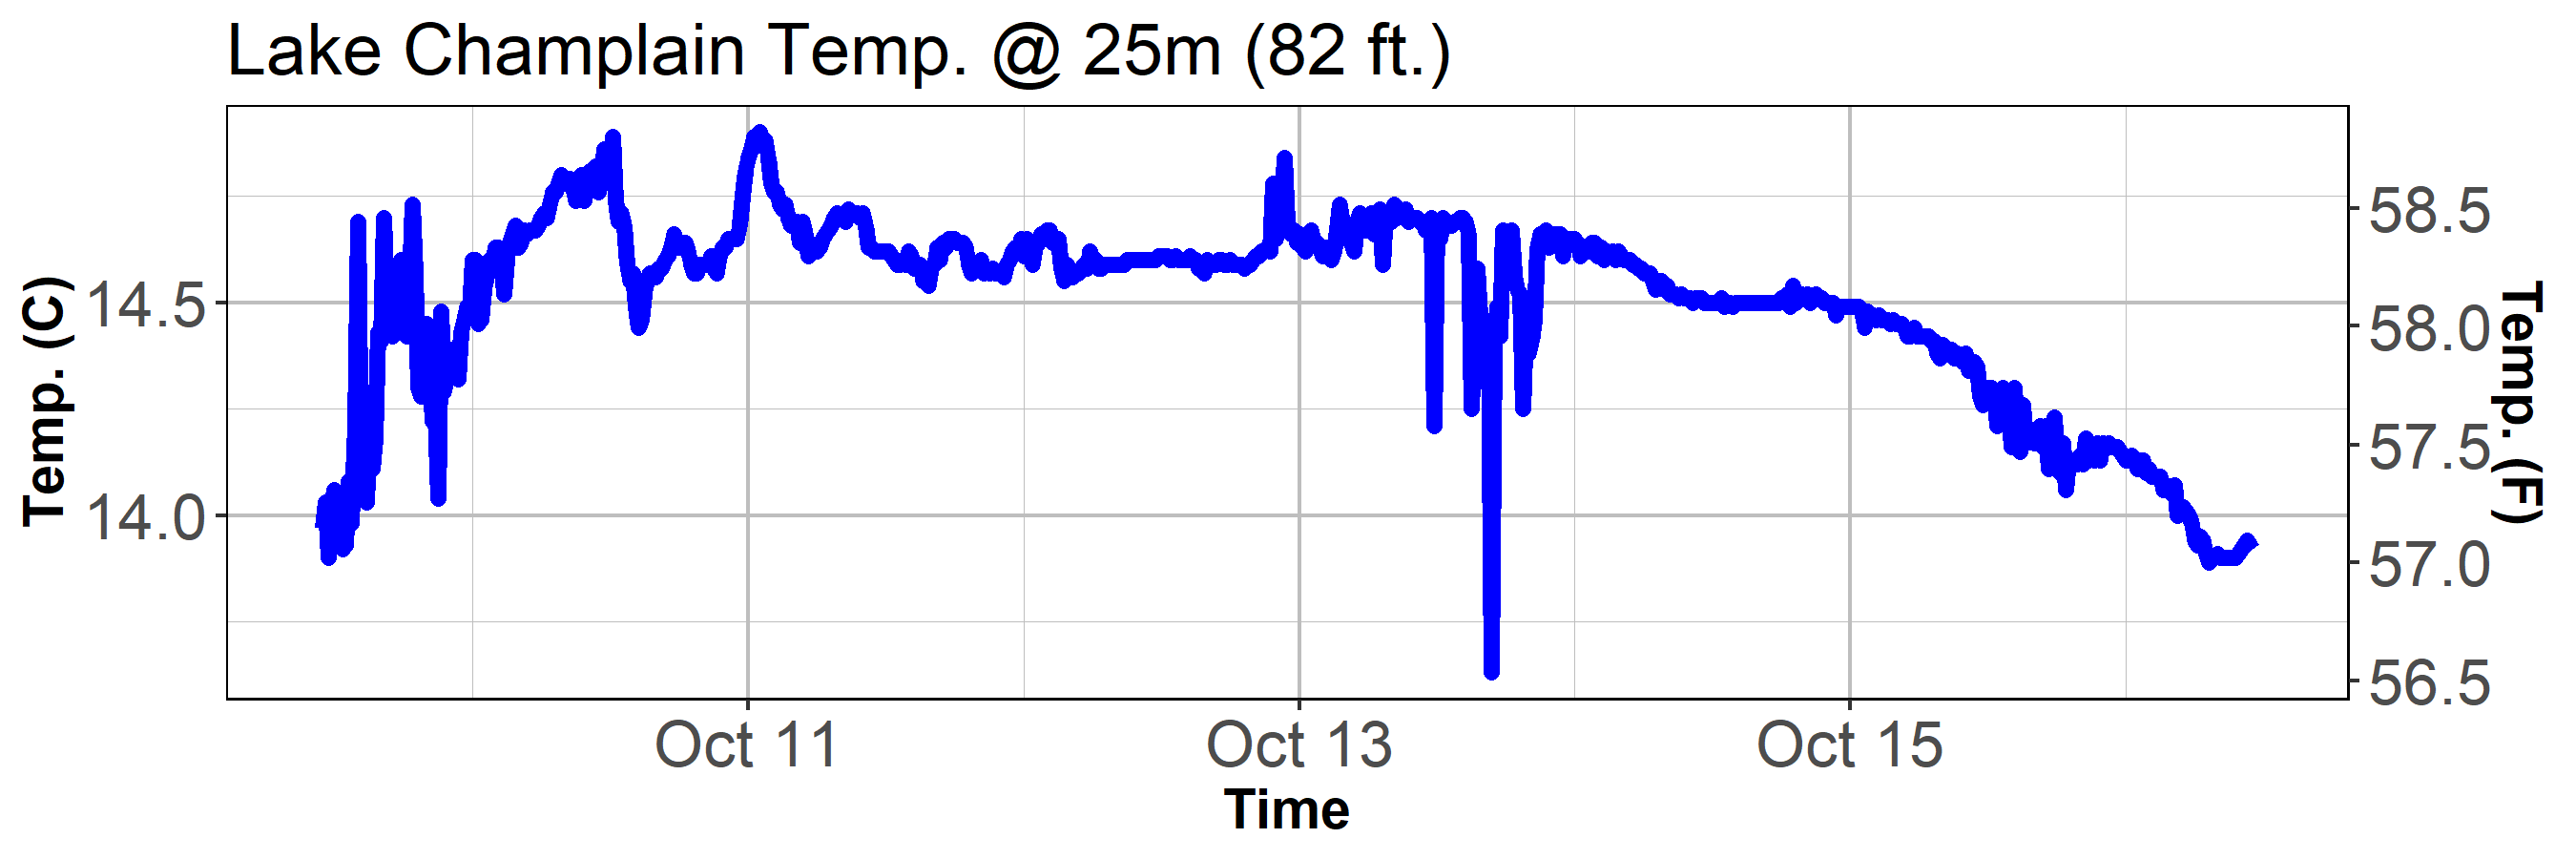 Lake Champlain Temp. @ 25m (82 ft.)
Temp. (C)
14.5
14.0
58.5
58.0
57.5
57.0
56.5
Temp. (F)
Oct 11 Oct 13 Oct 15
Time